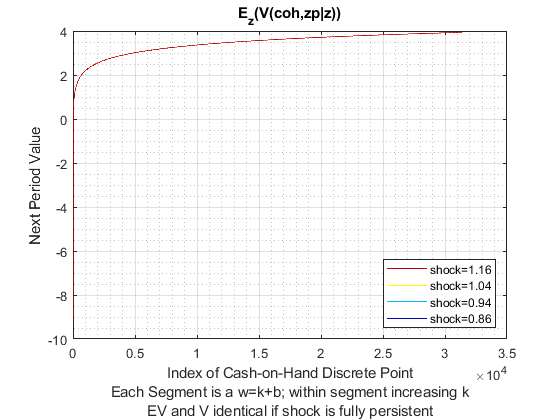 E_z(V(coh,zp|z))
4
2
0
-2
-4
-6
-8
-10
Next Period Value
shock=1.16
shock=1.04
shock=0.94
shock=0.86
0 0.5 1 1.5 2 2.5 3 3.5
×10^4
Index of Cash-on-Hand Discrete Point
Each Segment is a w=k+b; within segment increasing k
EV and V identical if shock is fully persistent